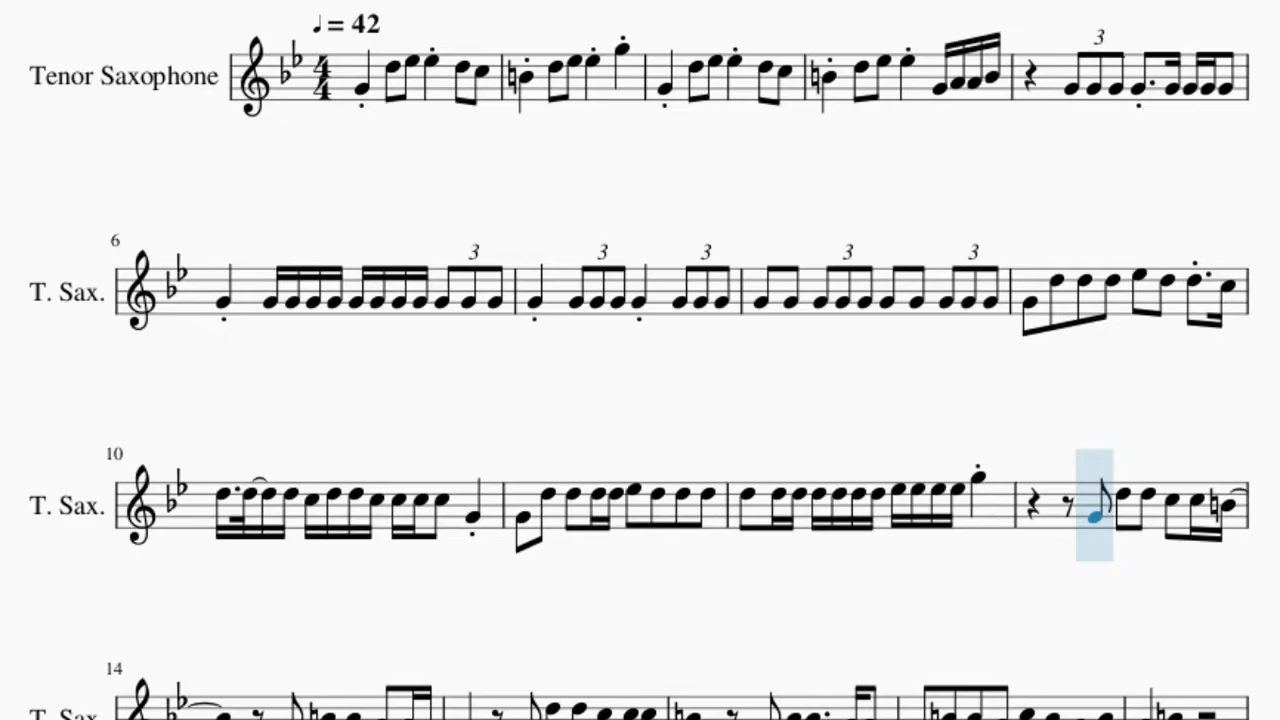 ♩ = 42
Tenor Saxophone
4
4
3
6
T. Sax.
3 3 3 3 3
10
T. Sax.
14
T. Sax.